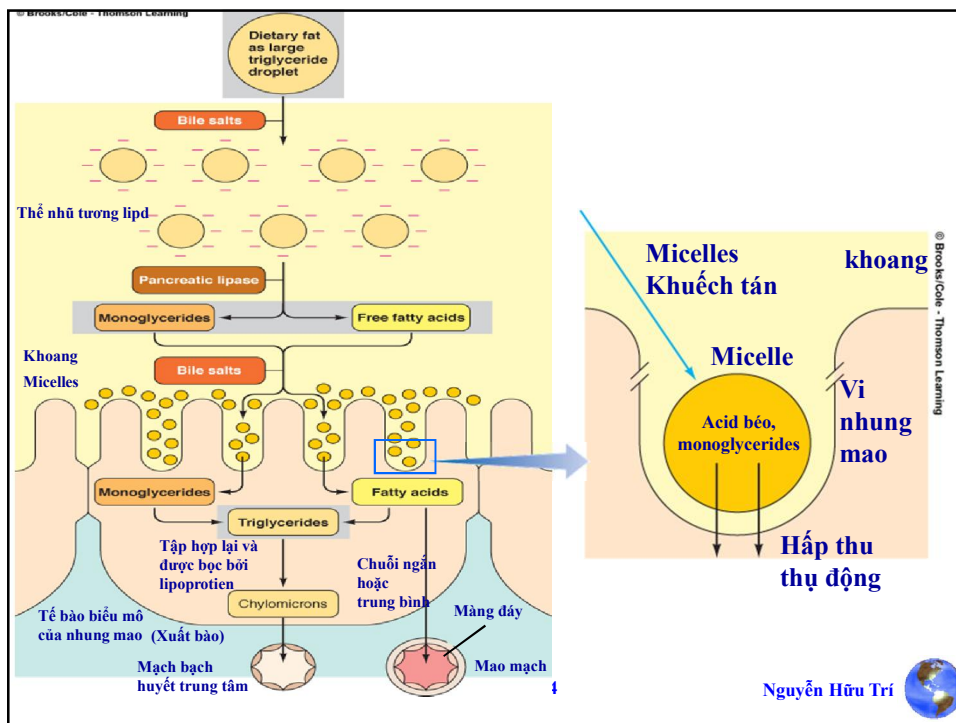 © Brooks/Cole - Thomson Learning
Dietary fat
as large
triglyceride
droplet
Bile salts
Thể nhũ tương lipd
Pancreatic lipase
Monoglycerides
Free fatty acids
Khoang
Micelles
Bile salts
Monoglycerides
Fatty acids
Triglycerides
Tập hợp lại và
được bọc bởi
lipoprotien
Chuỗi ngắn
hoặc
trung bình
Chylomicrons
Tế bào biểu mô
của nhung mao
(Xuất bào)
Màng đáy
Mạch bạch
huyết trung tâm
Mao mạch
4
Micelles
Khuếch tán
khoang
© Brooks/Cole - Thomson Learning
Micelle
Vi
nhung
mao
Acid béo,
monoglycerides
Hấp thu
thụ động
Nguyễn Hữu Trí